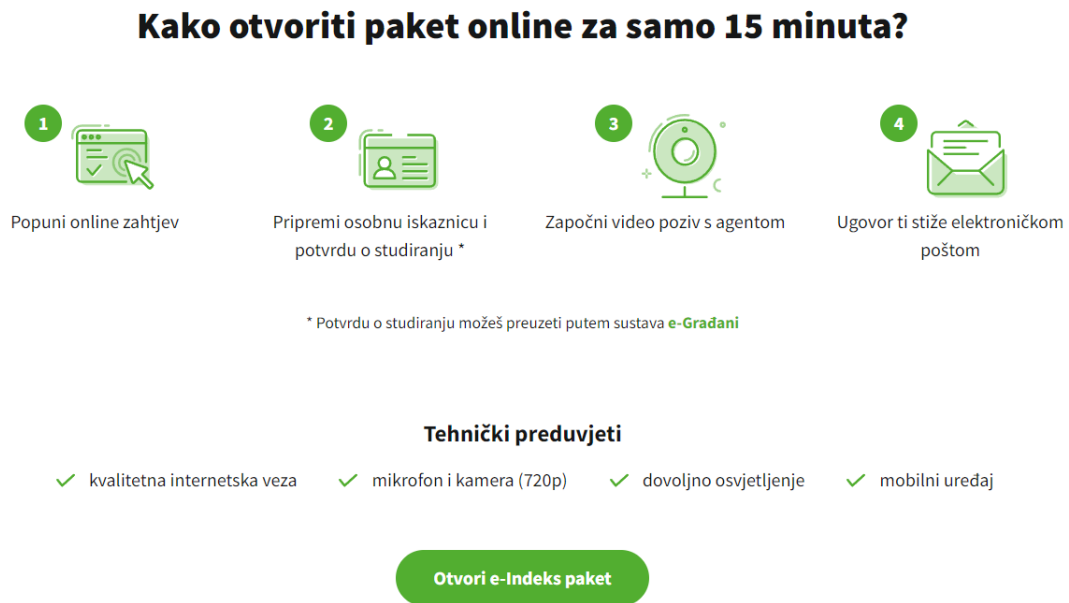 Kako otvoriti paket online za samo 15 minuta?
1
Popuni online zahtjev
2
Pripremi osobnu iskaznicu i
potvrdu o studiranju *
3
Započni video poziv s agentom
4
Ugovor ti stiže elektroničkom
poštom
* Potvrdu o studiranju možeš preuzeti putem sustava e-Građani
Tehnički preduvjeti
kvalitetna internetska veza
mikrofon i kamera (720p)
dovoljno osvjetljenje
mobilni uređaj
Otvori e-Indeks paket